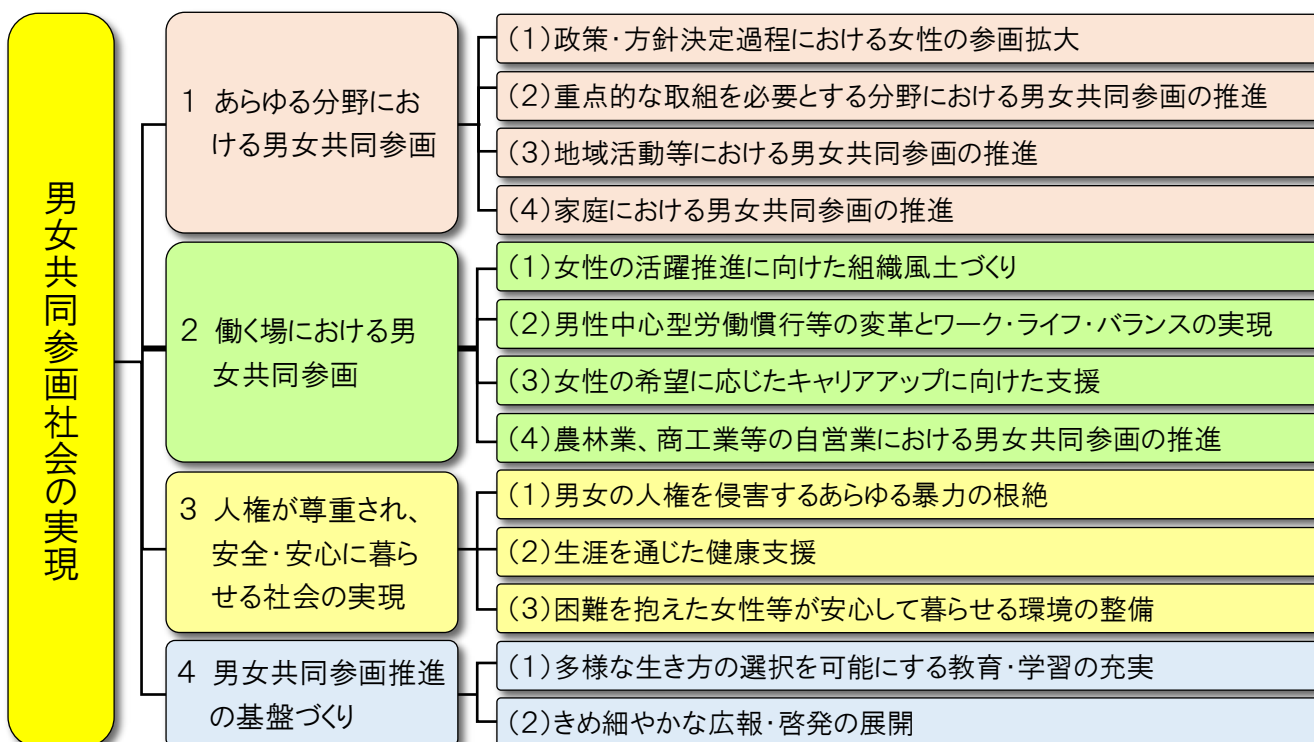 男女共同参画社会の実現
1 あらゆる分野にお
ける男女共同参画
(1)政策・方針決定過程における女性の参画拡大
(2)重点的な取組を必要とする分野における男女共同参画の推進
(3)地域活動等における男女共同参画の推進
(4)家庭における男女共同参画の推進
2 働く場における男
女共同参画
(1)女性の活躍推進に向けた組織風土づくり
(2)男性中心型労働慣行等の変革とワーク・ライフ・バランスの実現
(3)女性の希望に応じたキャリアアップに向けた支援
(4)農林業、商工業等の自営業における男女共同参画の推進
3 人権が尊重され、
安全・安心に暮ら
せる社会の実現
(1)男女の人権を侵害するあらゆる暴力の根絶
(2)生涯を通じた健康支援
(3)困難を抱えた女性等が安心して暮らせる環境の整備
4 男女共同参画推進
の基盤づくり
(1)多様な生き方の選択を可能にする教育・学習の充実
(2)きめ細やかな広報・啓発の展開